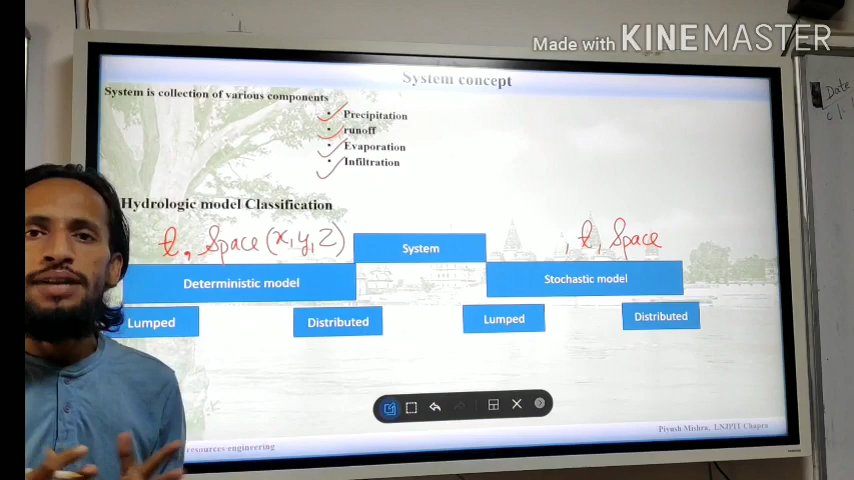 Made with KINEMASTER
System concept
System is collection of various components
• Precipitation
• runoff
• Evaporation
• Infiltration
Hydrologic model Classification
t, Space (x, y, z)
System
, t, Space
Deterministic model
Stochastic model
Lumped
Distributed
Lumped
Distributed
Piyush Mishra, LNJPIT Chapra
resources engineering
Date